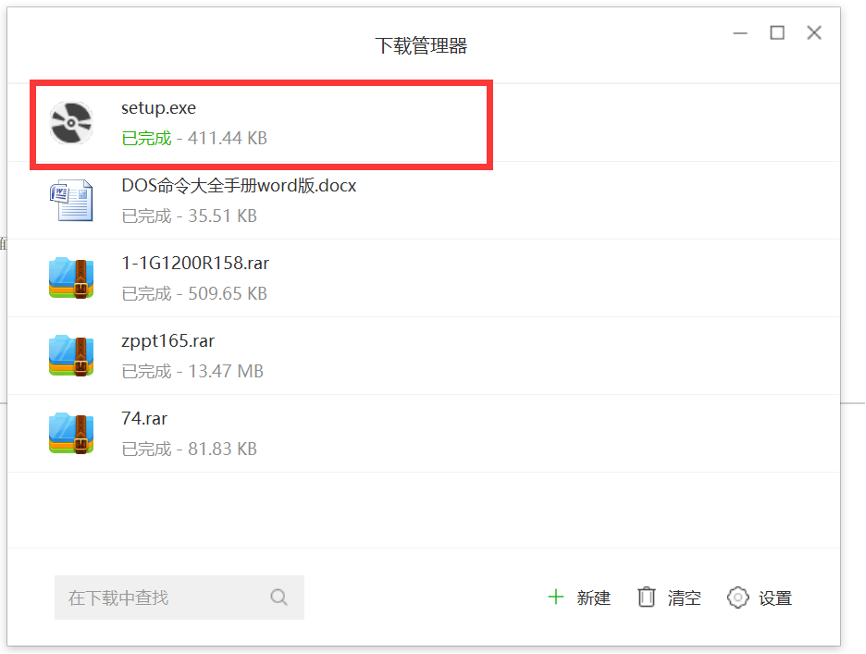 下载管理器
setup.exe
已完成 - 411.44 KB
DOS命令大全手册word版.docx
已完成 - 35.51 KB
1-1G1200R158.rar
已完成 - 509.65 KB
zppt165.rar
已完成 - 13.47 MB
74.rar
已完成 - 81.83 KB
在下载中查找
新建 清空 设置